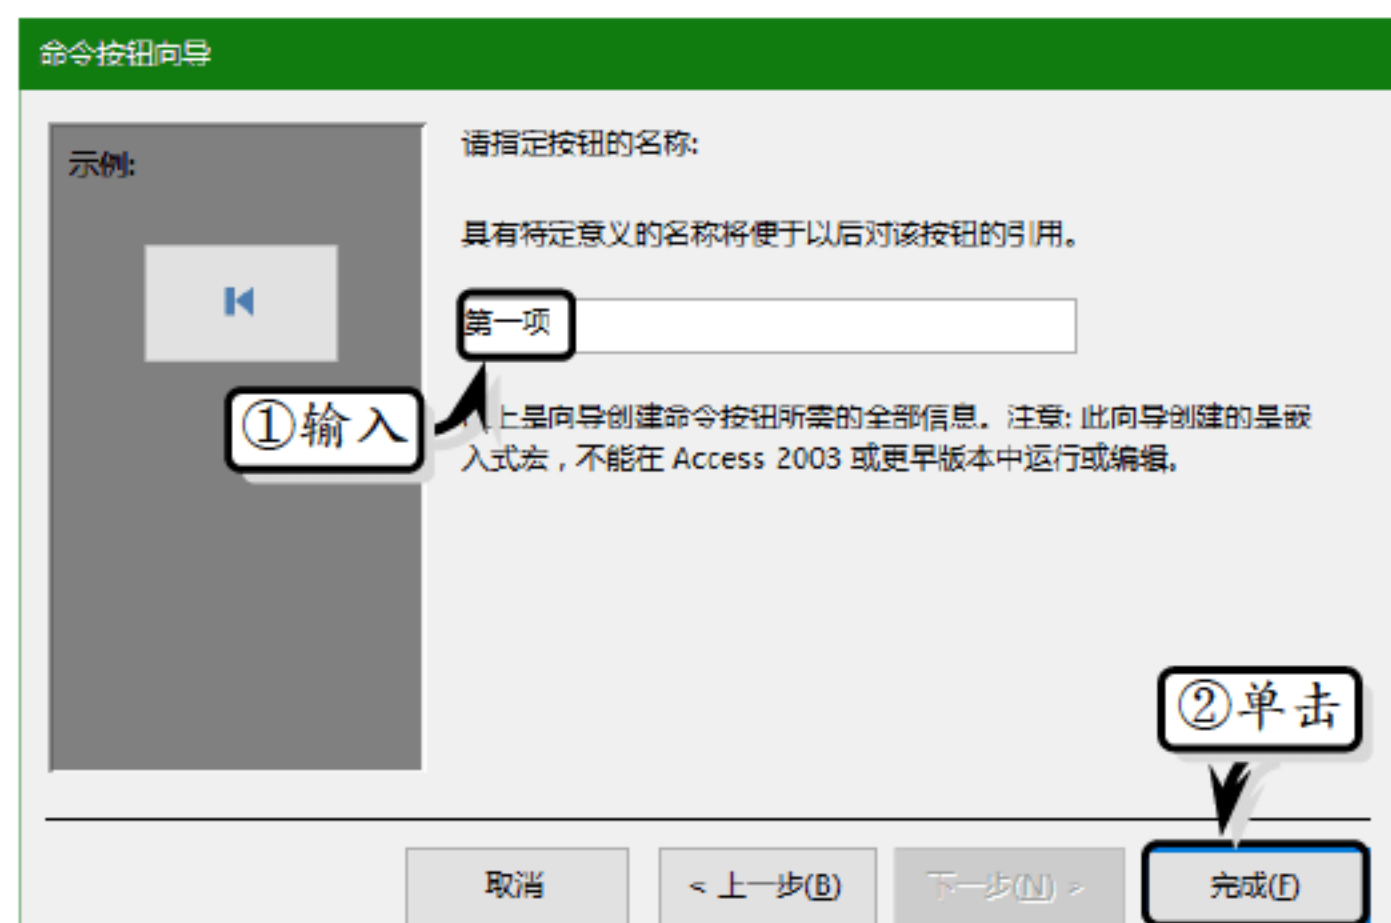 命令按钮向导
示例:
请指定按钮的名称:
具有特定意义的名称将便于以后对该按钮的引用。
第一项
①输入
上是向导创建命令按钮所需的全部信息。注意: 此向导创建的是嵌
入式宏，不能在 Access 2003 或更早版本中运行或编辑。
②单击
取消
< 上一步(B)
下一步(N) >
完成(F)